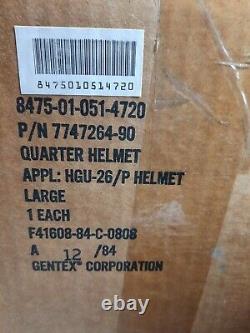 8475010514720
8475-01-051-4720
P/N 7747264-90
QUARTER HELMET
APPL: HGU-26/P HELMET
LARGE
1 EACH
F41608-84-C-0808
A 12 /84
GENTEX® CORPORATION